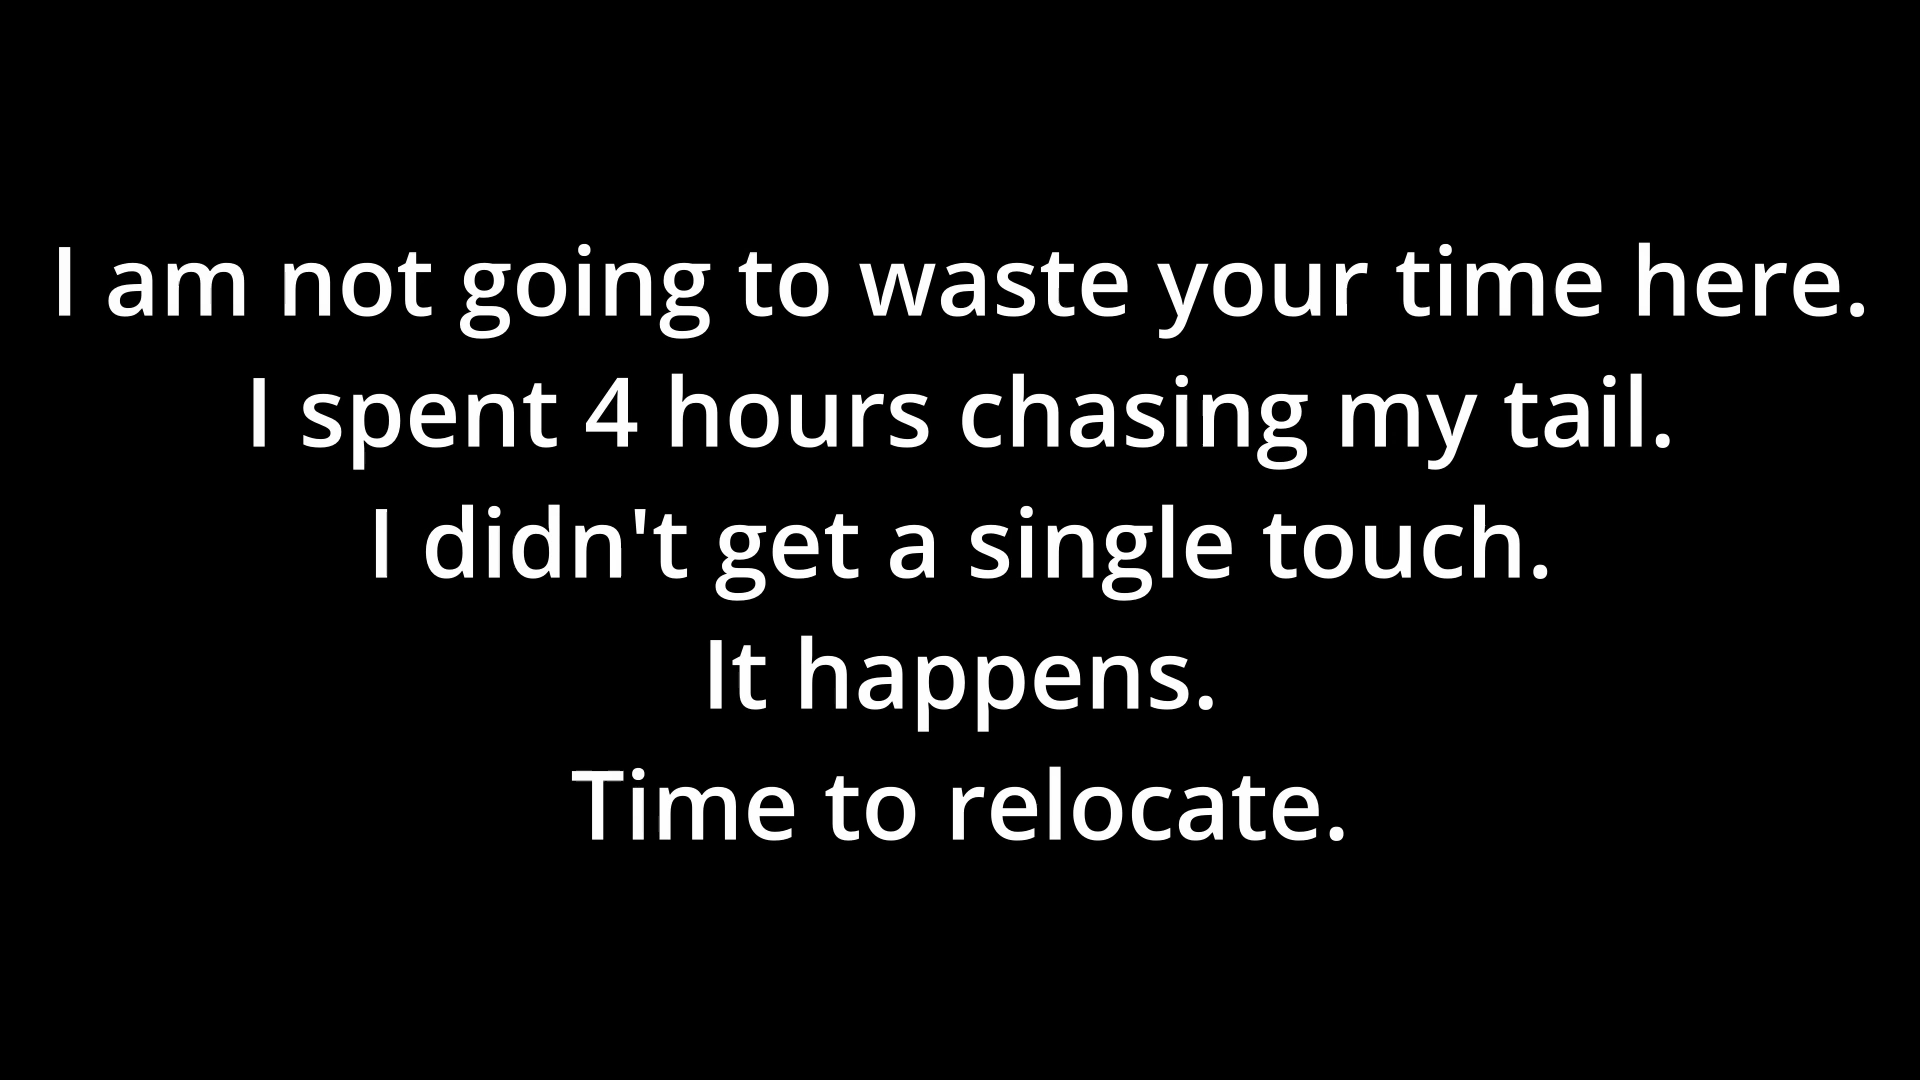 I am not going to waste your time here.
I spent 4 hours chasing my tail.
I didn't get a single touch.
It happens.
Time to relocate.